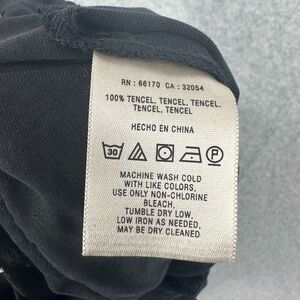 RN : 66170 CA : 32054
100% TENCEL, TENCEL, TENCEL,
TENCEL, TENCEL
HECHO EN CHINA
30
P
MACHINE WASH COLD
WITH LIKE COLORS,
USE ONLY NON-CHLORINE
BLEACH,
TUMBLE DRY LOW,
LOW IRON AS NEEDED,
MAY BE DRY CLEANED